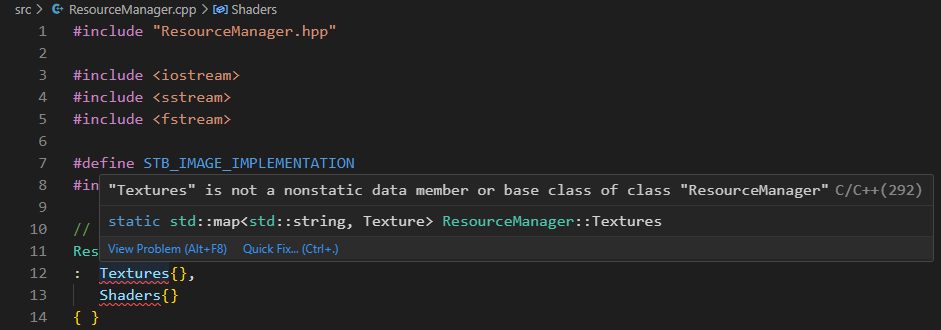 src > ResourceManager.cpp > Shaders
1 #include "ResourceManager.hpp"
2
3 #include <iostream>
4 #include <sstream>
5 #include <fstream>
6
7 #define STB_IMAGE_IMPLEMENTATION
8 #in
"Textures" is not a nonstatic data member or base class of class "ResourceManager" C/C++(292)
9
static std::map<std::string, Texture> ResourceManager::Textures
10 //
11 Res
View Problem (Alt+F8) Quick Fix... (Ctrl+.)
12 : Textures{},
13 Shaders{}
14 { }